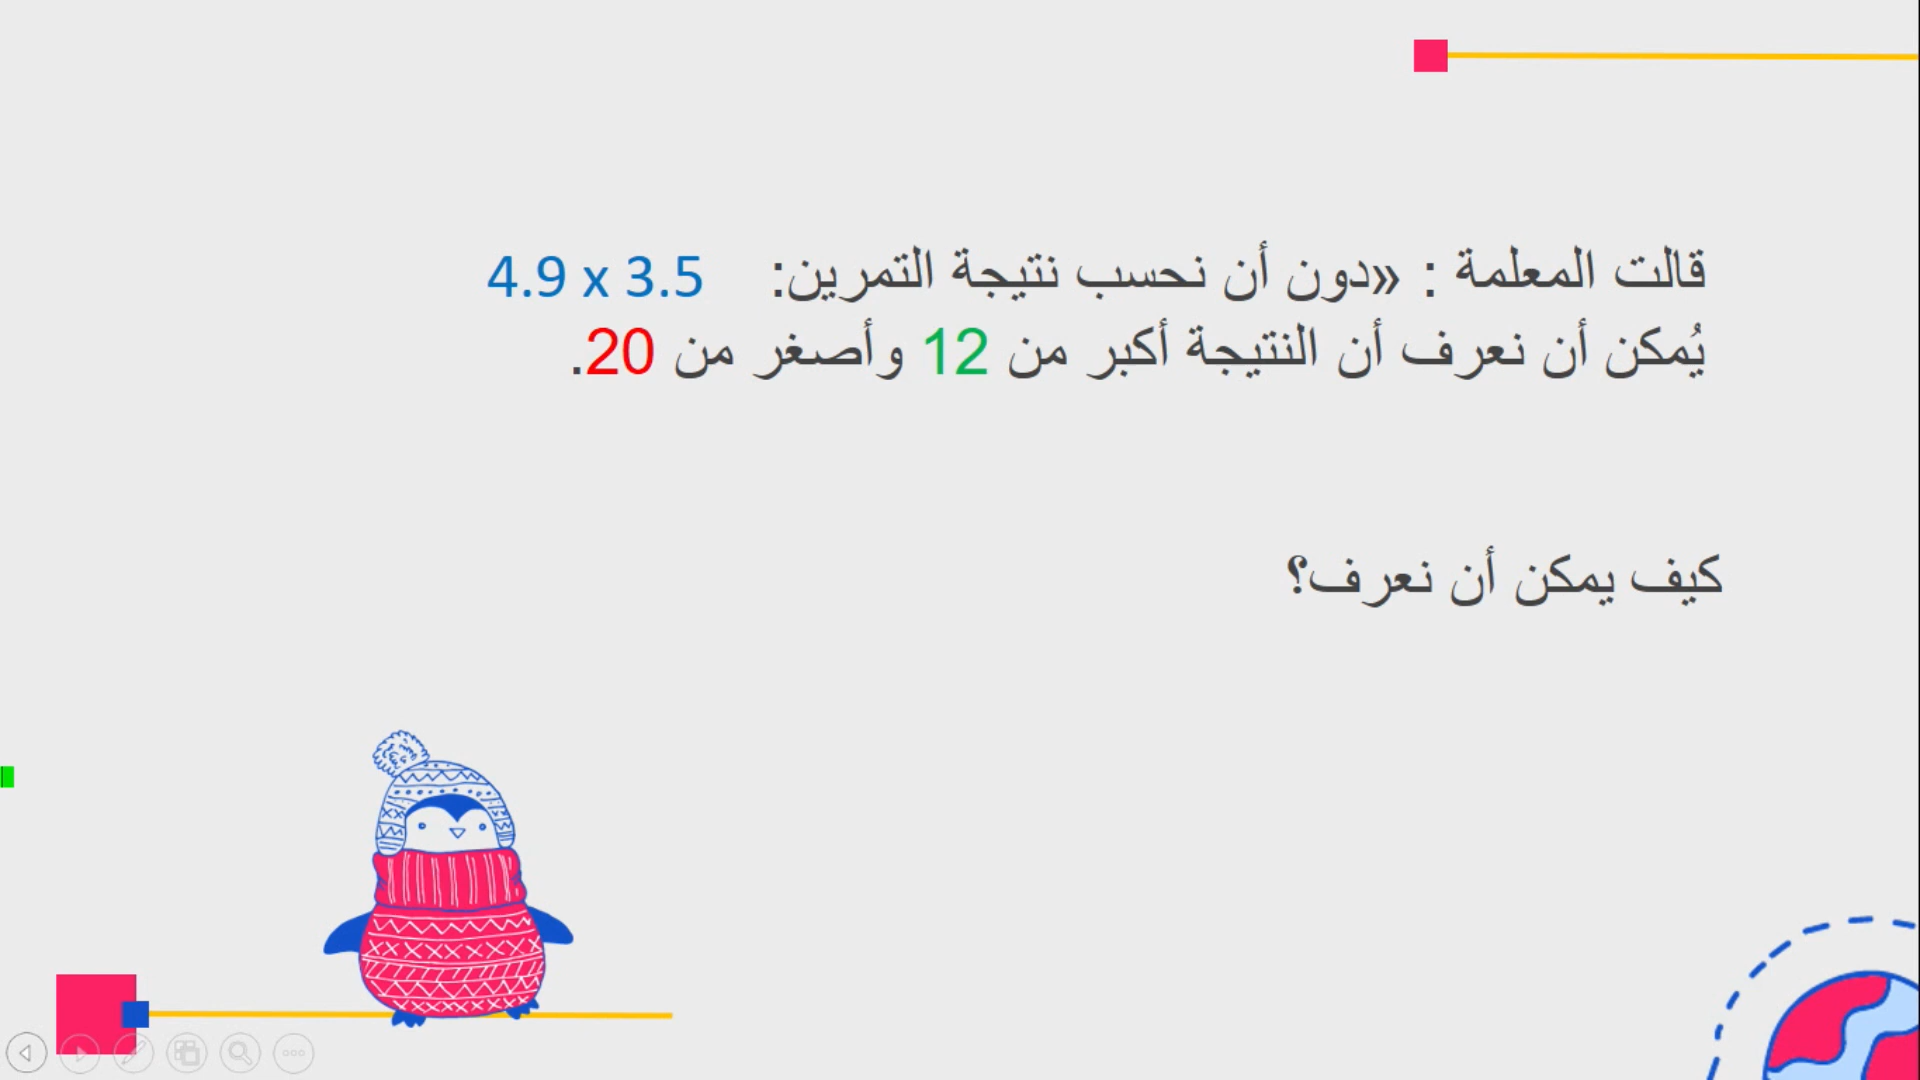 قالت المعلمة : «دون أن نحسب نتيجة التمرين: 4.9 x 3.5
يُمكن أن نعرف أن النتيجة أكبر من 12 وأصغر من 20.
كيف يمكن أن نعرف؟